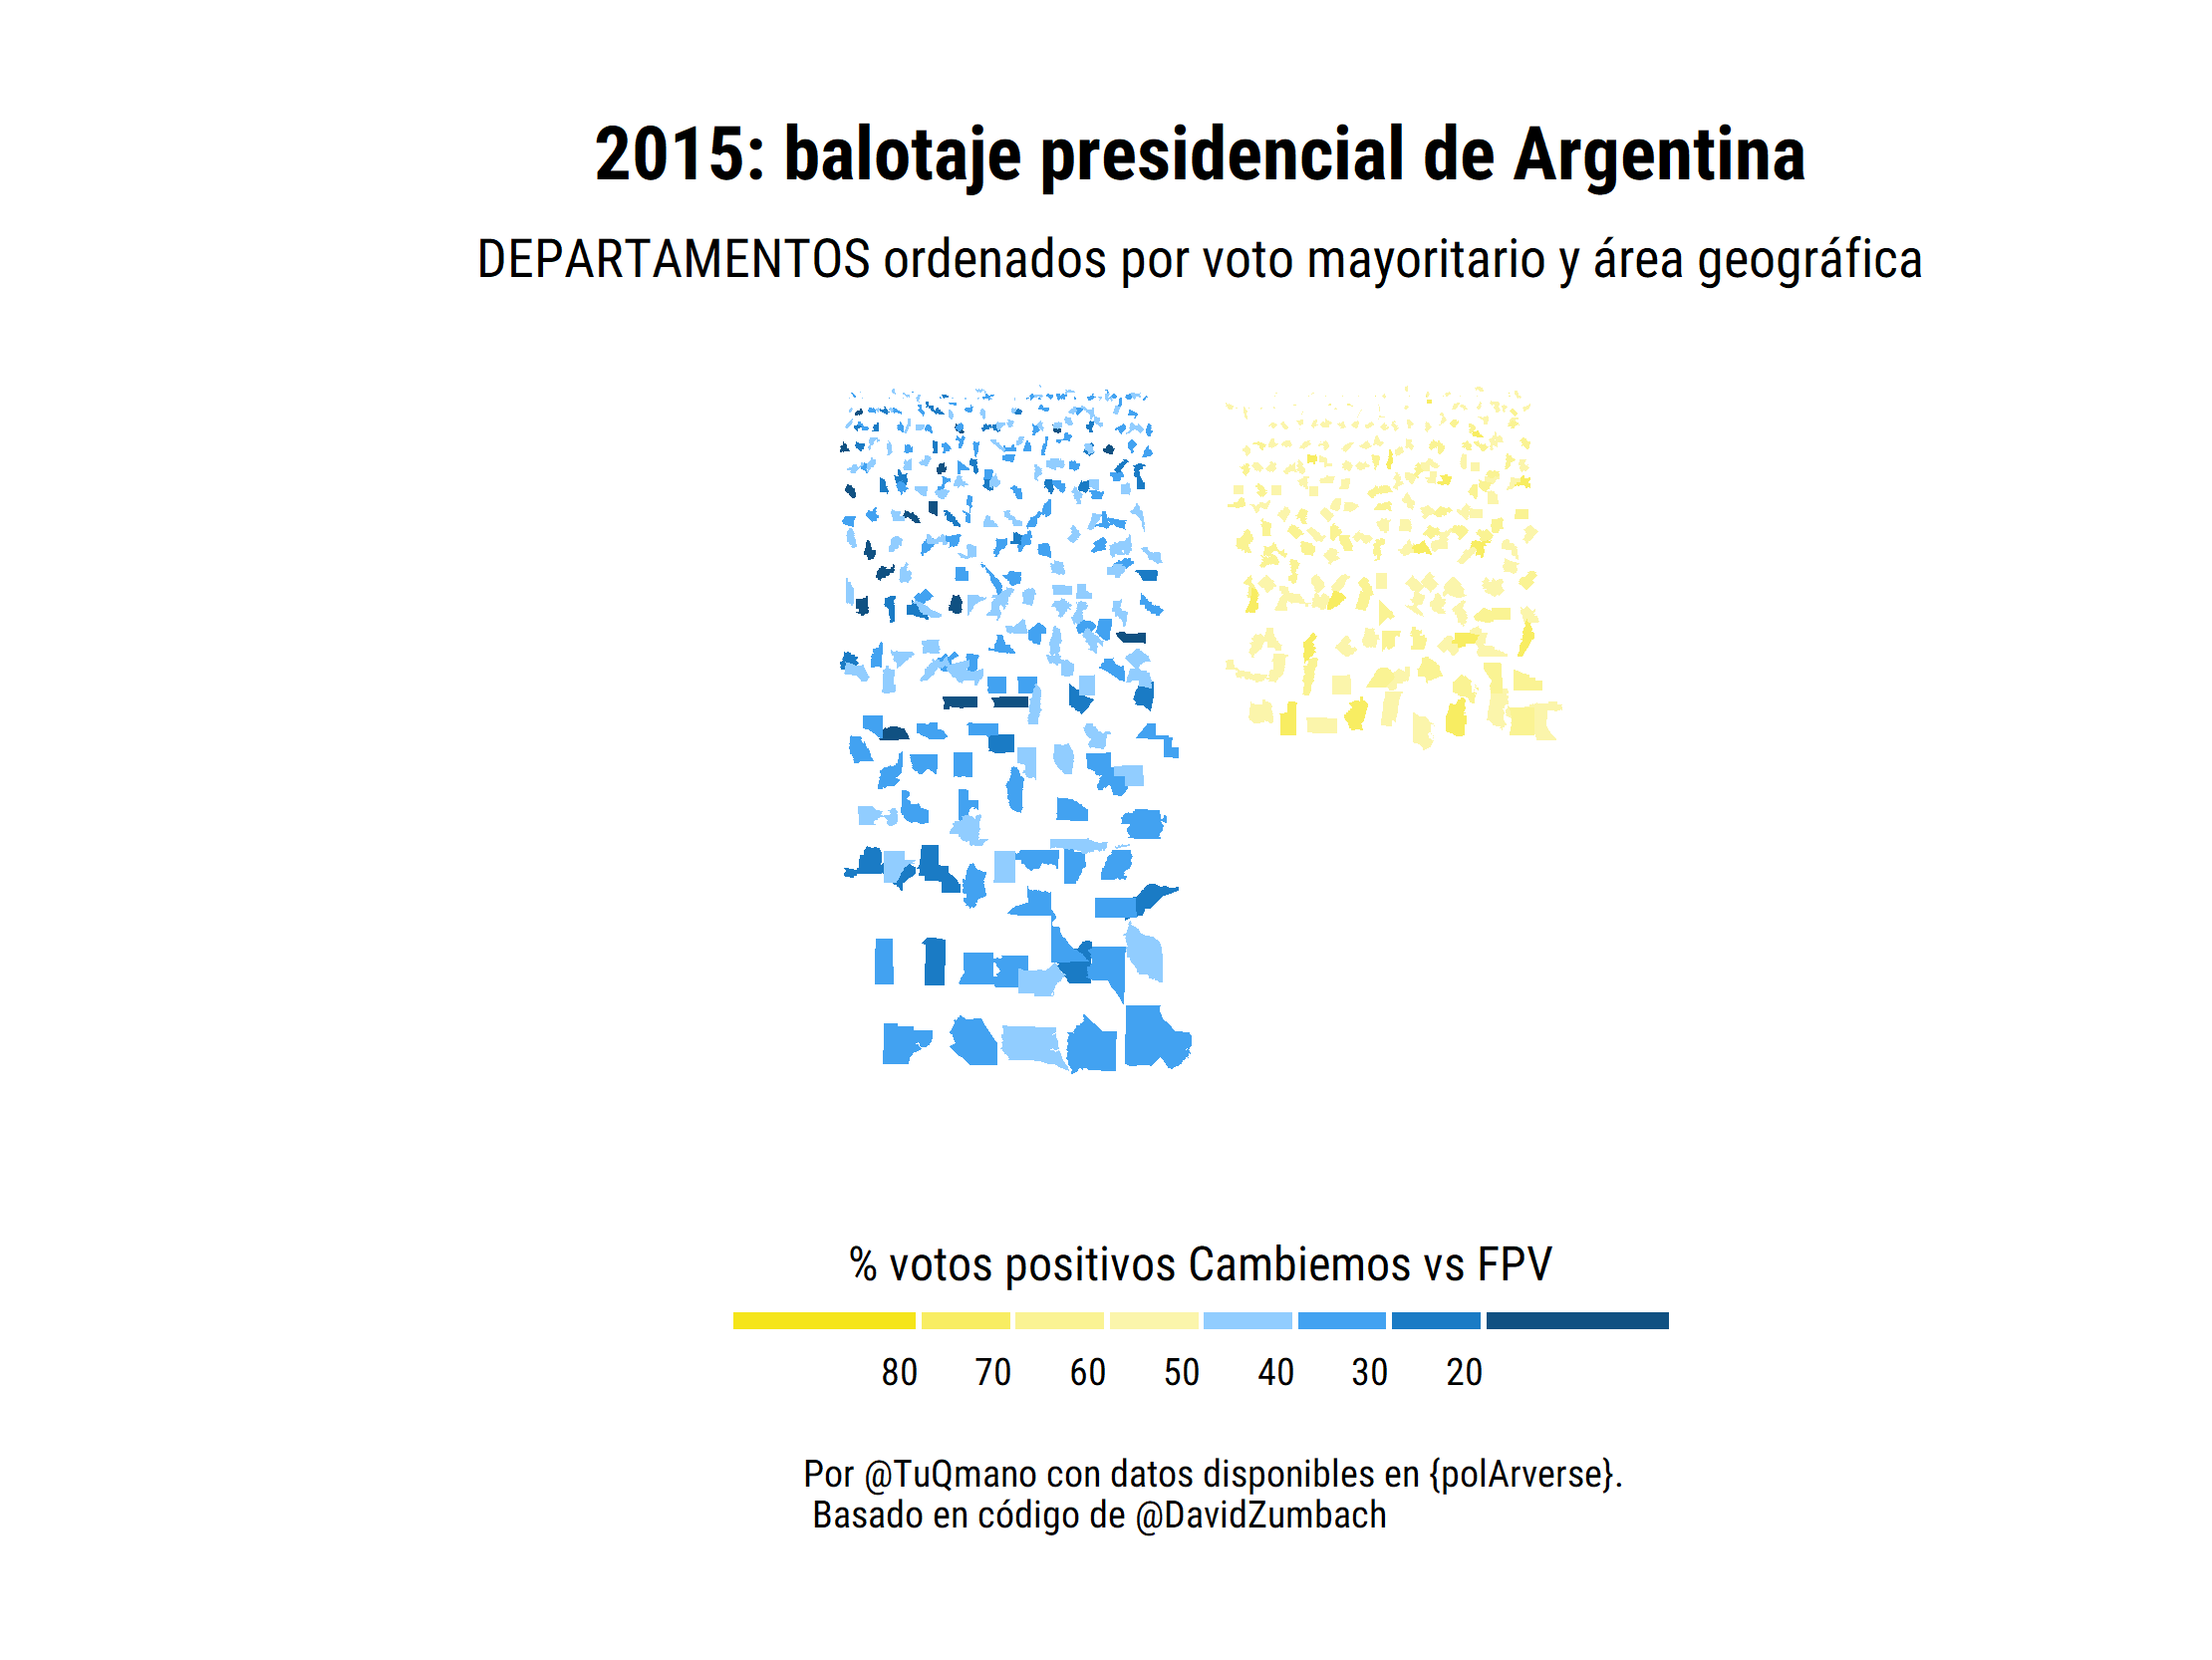 2015: balotaje presidencial de Argentina
DEPARTAMENTOS ordenados por voto mayoritario y área geográfica
% votos positivos Cambiemos vs FPV
80 70 60 50 40 30 20
Por @TuQmano con datos disponibles en {polArverse}.
Basado en código de @DavidZumbach